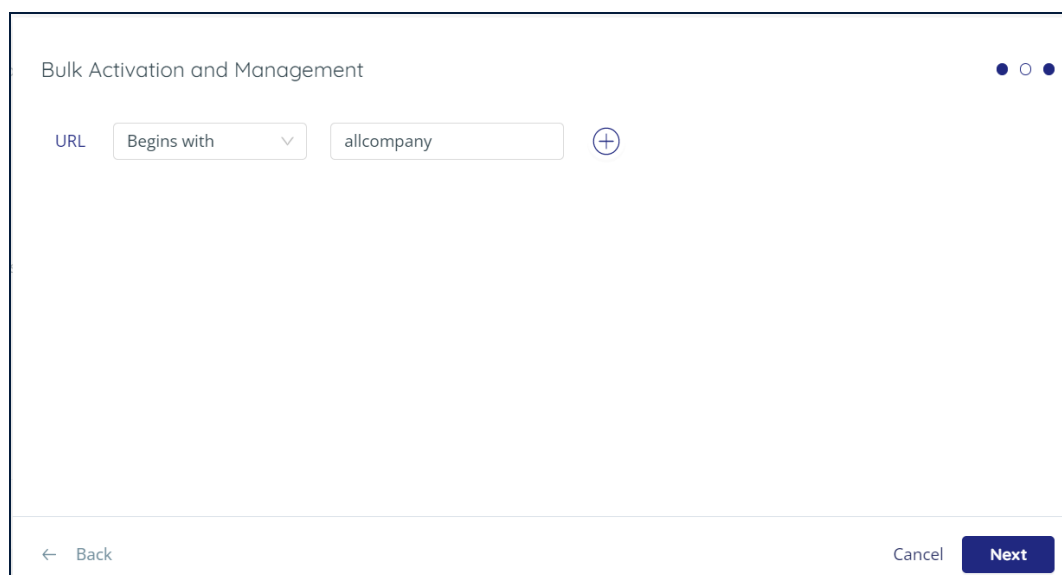 Bulk Activation and Management
URL Begins with allcompany
Back Cancel Next